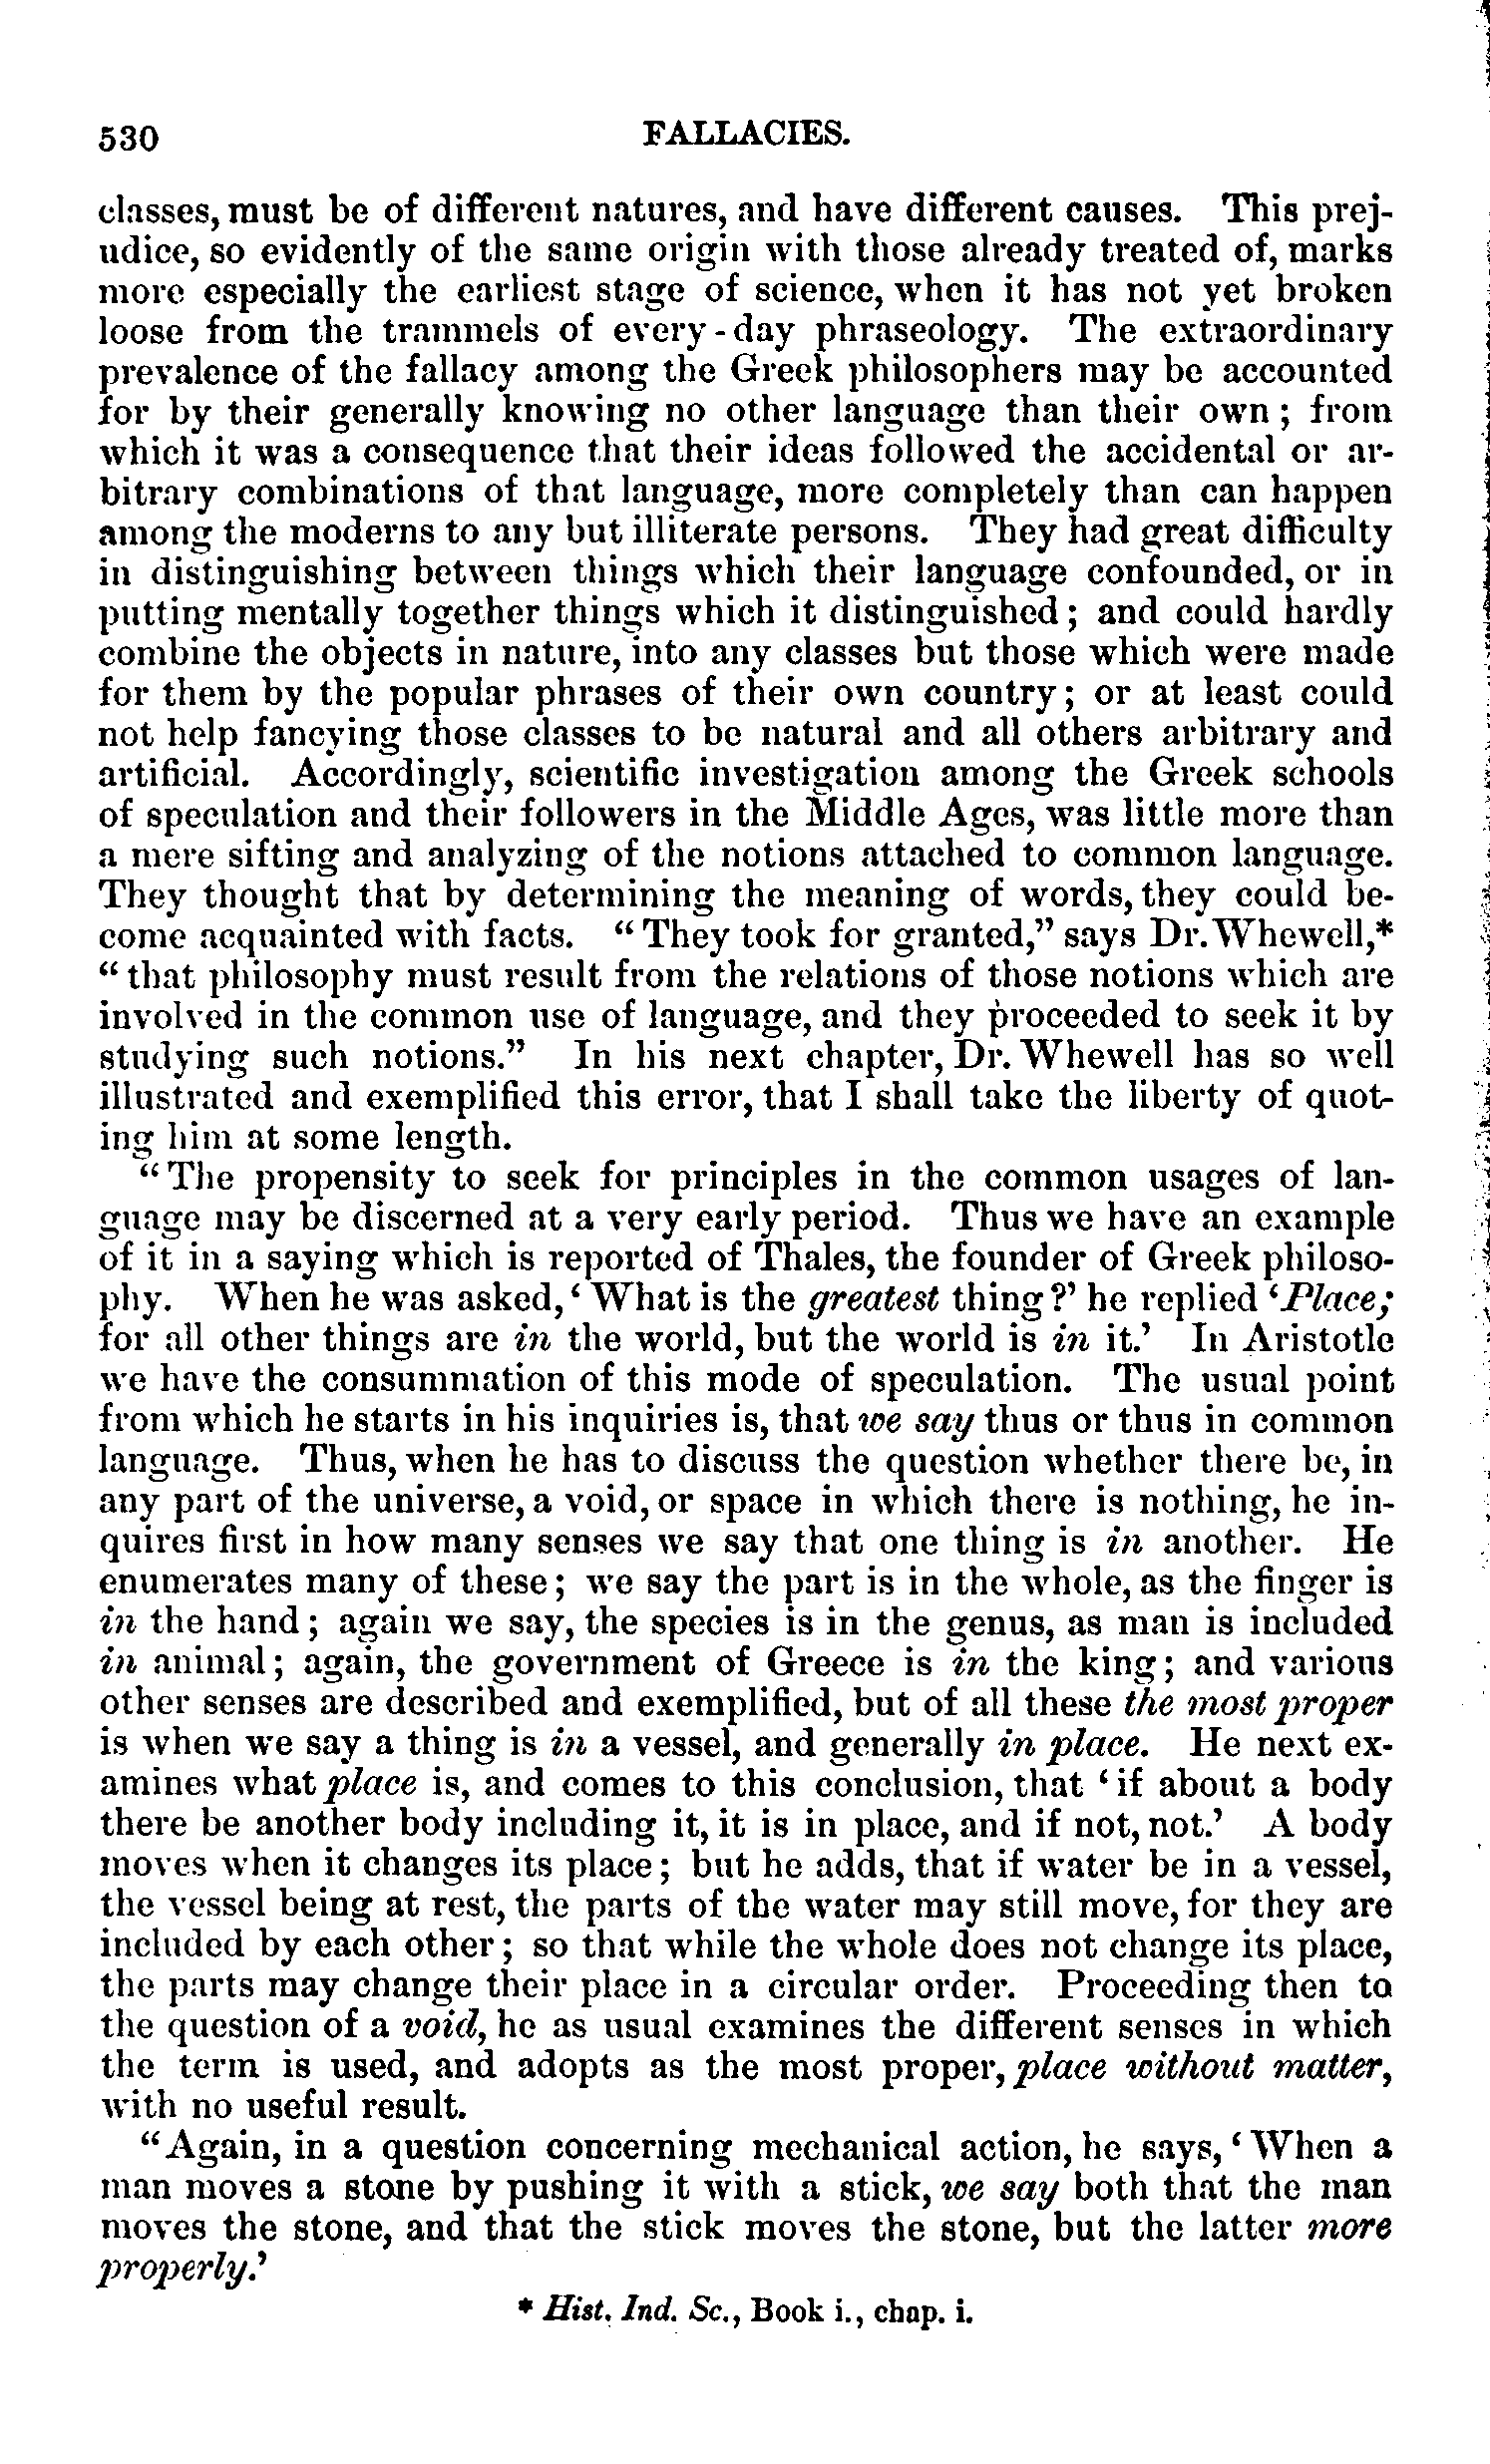 530 FALLACIES.
classes, must be of different natures, and have different causes. This prej-
udice, so evidently of the same origin with those already treated of, marks
more especially the earliest stage of science, when it has not yet broken
loose from the trammels of every-day phraseology. The extraordinary
prevalence of the fallacy among the Greek philosophers may be accounted
for by their generally knowing no other language than their own; from
which it was a consequence that their ideas followed the accidental or ar-
bitrary combinations of that language, more completely than can happen
among the moderns to any but illiterate persons. They had great difficulty
in distinguishing between things which their language confounded, or in
putting mentally together things which it distinguished; and could hardly
combine the objects in nature, into any classes but those which were made
for them by the popular phrases of their own country; or at least could
not help fancying those classes to be natural and all others arbitrary and
artificial. Accordingly, scientific investigation among the Greek schools
of speculation and their followers in the Middle Ages, was little more than
a mere sifting and analyzing of the notions attached to common language.
They thought that by determining the meaning of words, they could be-
come acquainted with facts. “They took for granted,” says Dr. Whewell,*
“that philosophy must result from the relations of those notions which are
involved in the common use of language, and they proceeded to seek it by
studying such notions.” In his next chapter, Dr. Whewell has so well
illustrated and exemplified this error, that I shall take the liberty of quot-
ing him at some length.
“The propensity to seek for principles in the common usages of lan-
guage may be discerned at a very early period. Thus we have an example
of it in a saying which is reported of Thales, the founder of Greek philoso-
phy. When he was asked, ‘What is the greatest thing?’ he replied ‘Place;
for all other things are in the world, but the world is in it.’ In Aristotle
we have the consummation of this mode of speculation. The usual point
from which he starts in his inquiries is, that we say thus or thus in common
language. Thus, when he has to discuss the question whether there be, in
any part of the universe, a void, or space in which there is nothing, he in-
quires first in how many senses we say that one thing is in another. He
enumerates many of these; we say the part is in the whole, as the finger is
in the hand; again we say, the species is in the genus, as man is included
in animal; again, the government of Greece is in the king; and various
other senses are described and exemplified, but of all these the most proper
is when we say a thing is in a vessel, and generally in place. He next ex-
amines what place is, and comes to this conclusion, that ‘if about a body
there be another body including it, it is in place, and if not, not.’ A body
moves when it changes its place; but he adds, that if water be in a vessel,
the vessel being at rest, the parts of the water may still move, for they are
included by each other; so that while the whole does not change its place,
the parts may change their place in a circular order. Proceeding then to
the question of a void, he as usual examines the different senses in which
the term is used, and adopts as the most proper, place without matter,
with no useful result.
“Again, in a question concerning mechanical action, he says, ‘When a
man moves a stone by pushing it with a stick, we say both that the man
moves the stone, and that the stick moves the stone, but the latter more
properly.’
* Hist. Ind. Sc., Book i., chap. i.